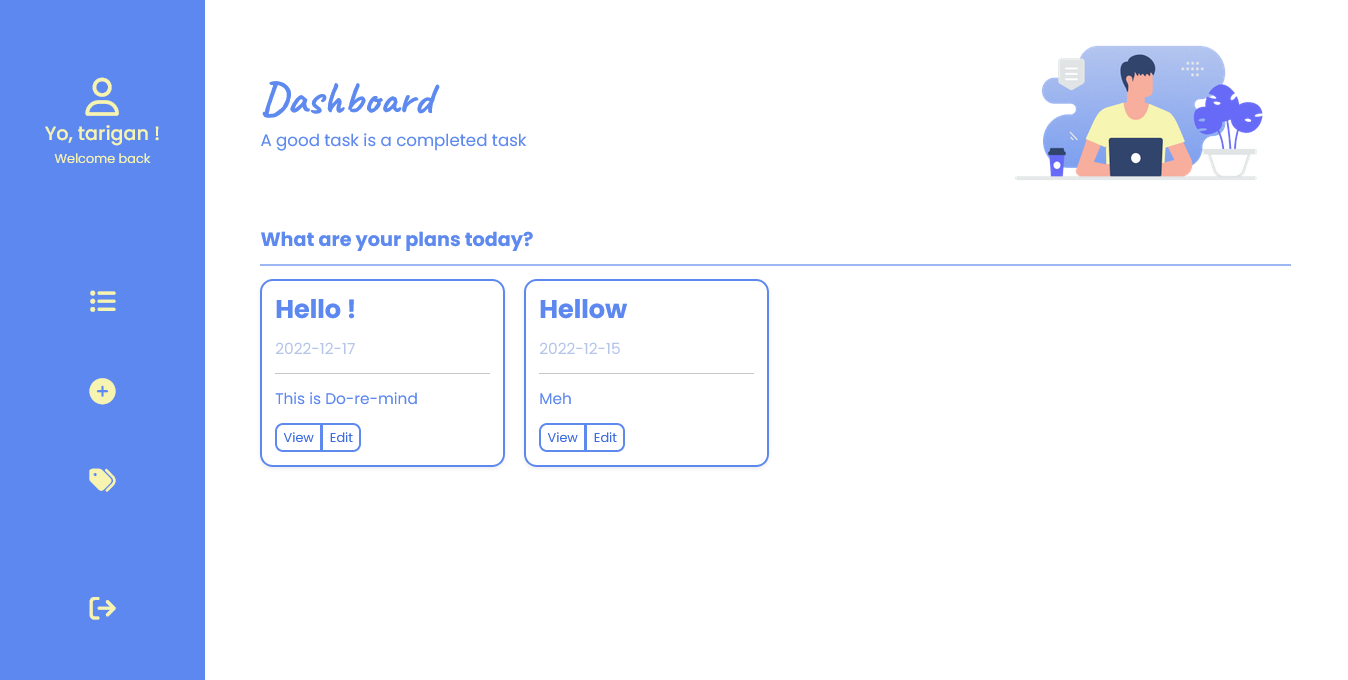 Yo, tarigan !
Welcome back
Dashboard
A good task is a completed task
What are your plans today?
Hello !
2022-12-17
This is Do-re-mind
View Edit
Hellow
2022-12-15
Meh
View Edit